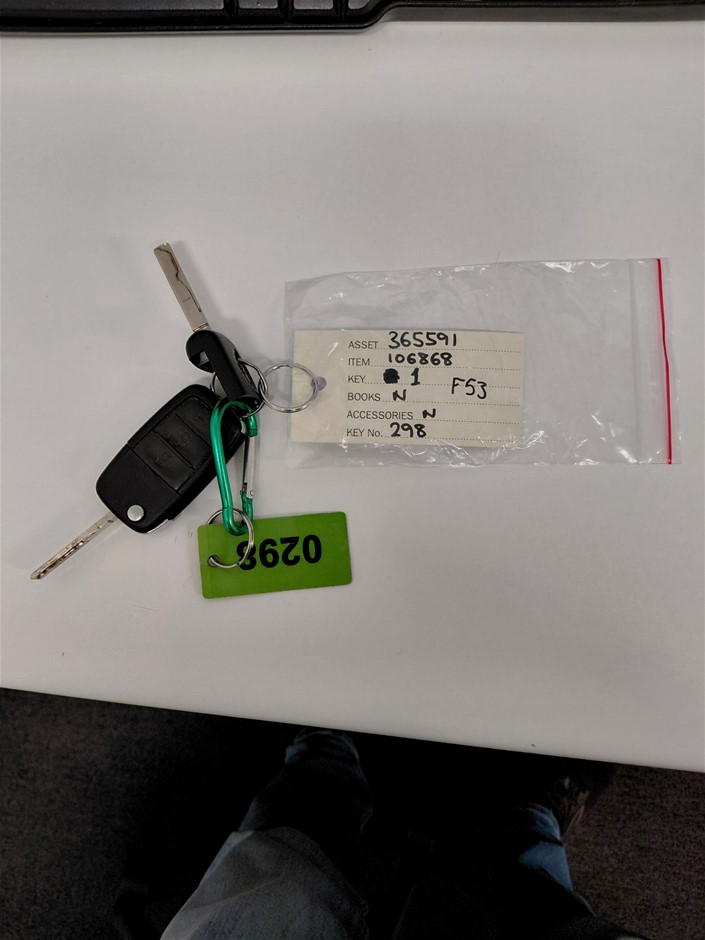 ASSET 365591
ITEM 106868
KEY 1 F53
BOOKS N
ACCESSORIES N
KEY No. 298
0298